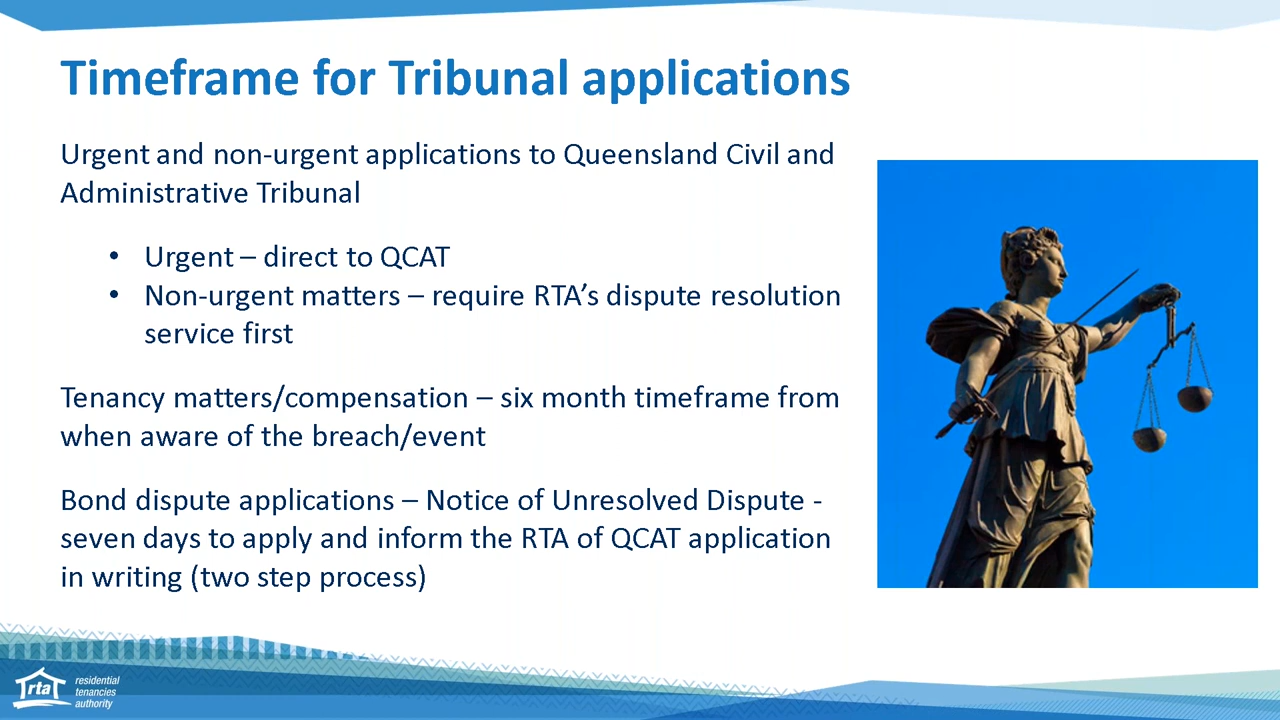 Timeframe for Tribunal applications
Urgent and non-urgent applications to Queensland Civil and
Administrative Tribunal
• Urgent – direct to QCAT
• Non-urgent matters – require RTA’s dispute resolution
service first
Tenancy matters/compensation – six month timeframe from
when aware of the breach/event
Bond dispute applications – Notice of Unresolved Dispute -
seven days to apply and inform the RTA of QCAT application
in writing (two step process)
rta
residential
tenancies
authority